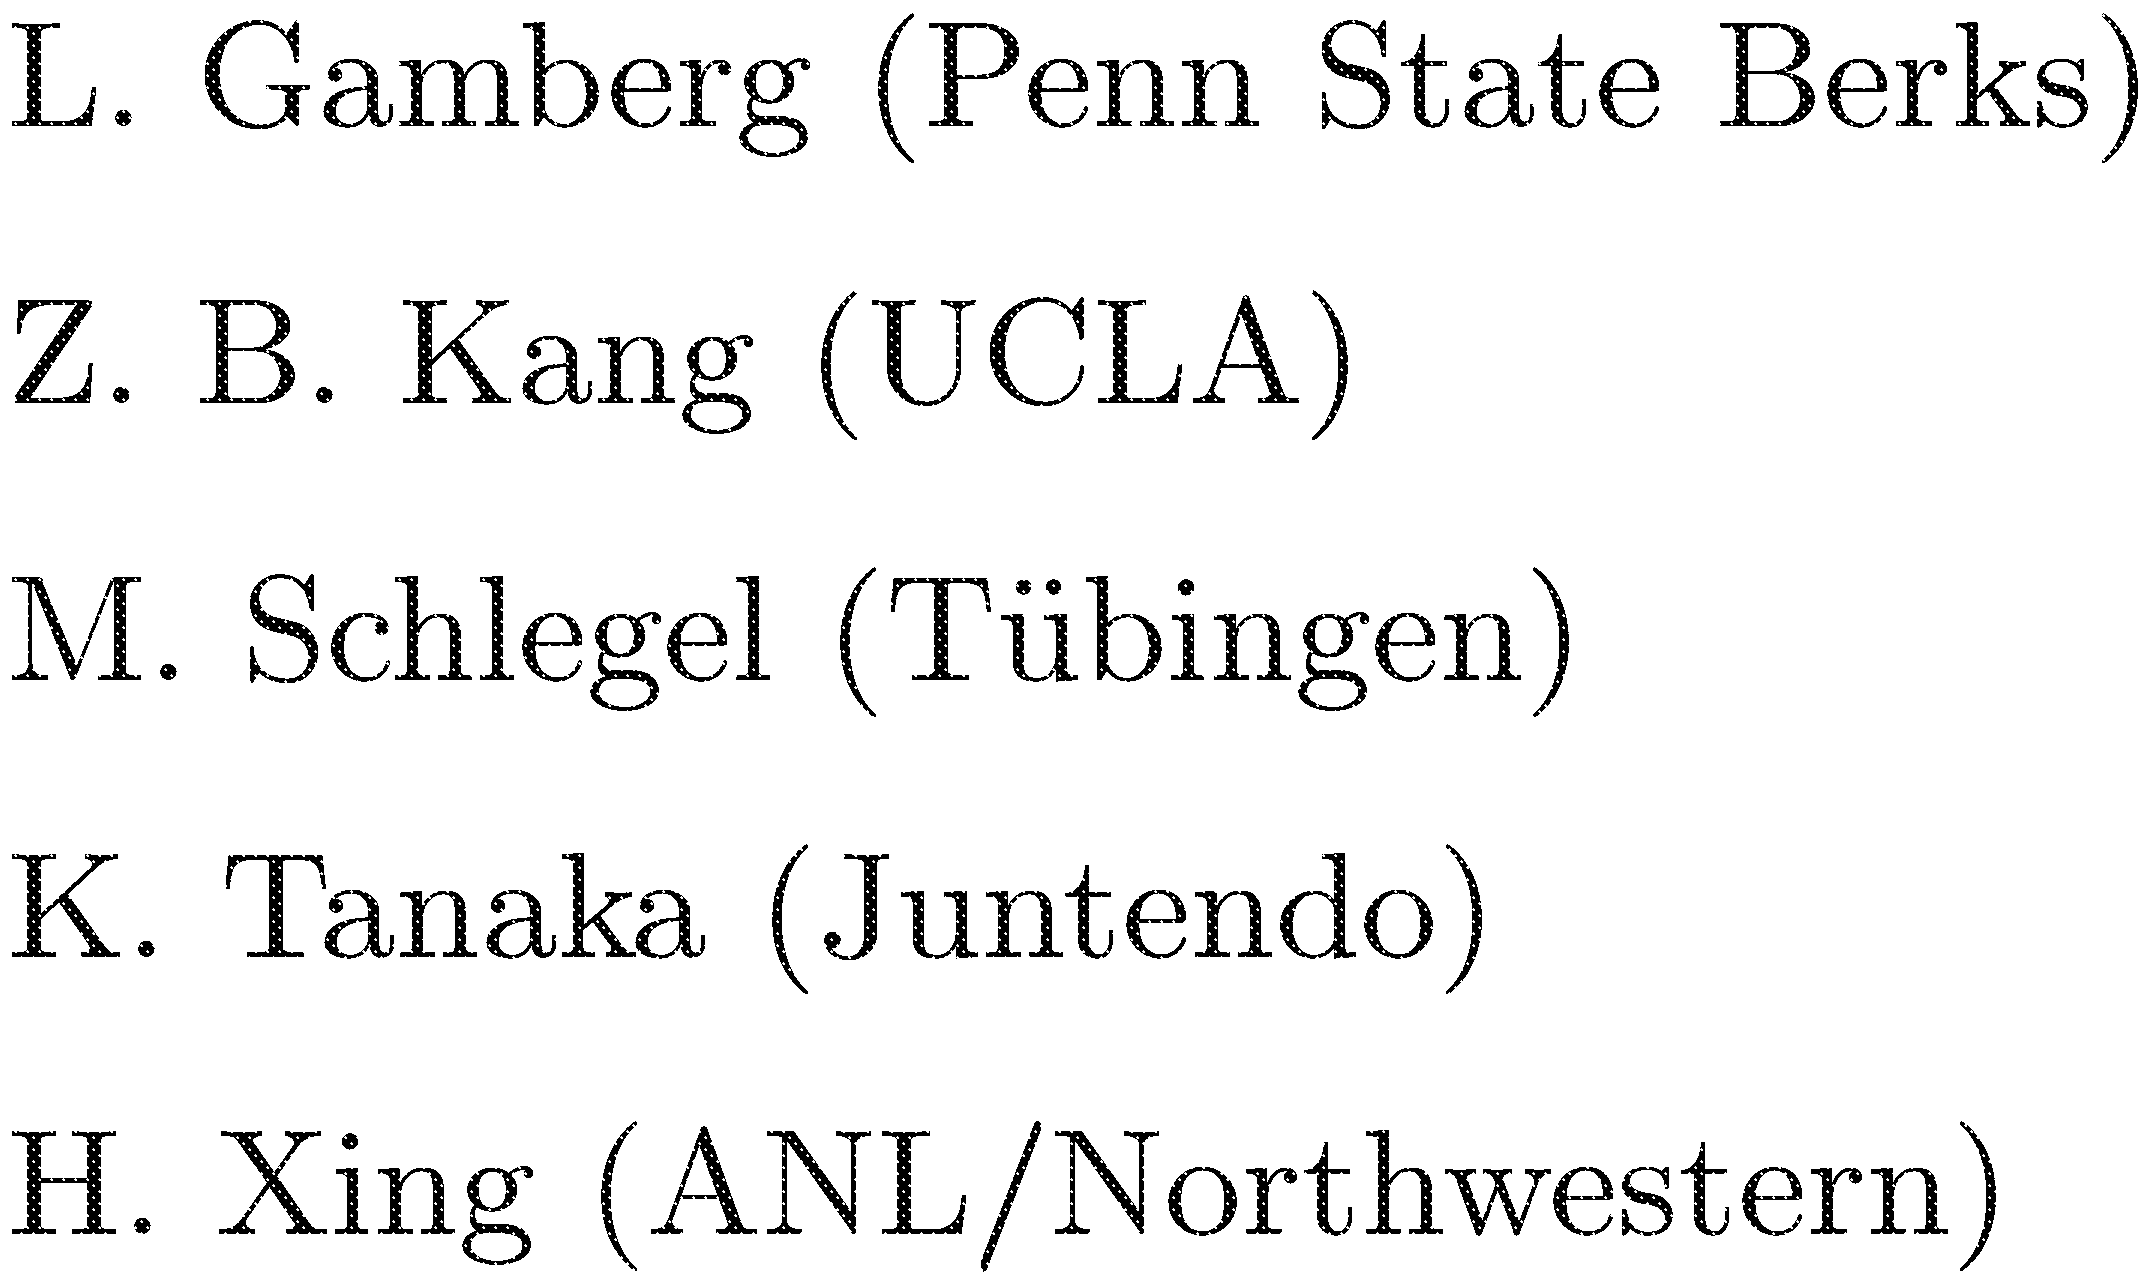 L. Gamberg (Penn State Berks)
Z. B. Kang (UCLA)
M. Schlegel (Tübingen)
K. Tanaka (Juntendo)
H. Xing (ANL/Northwestern)